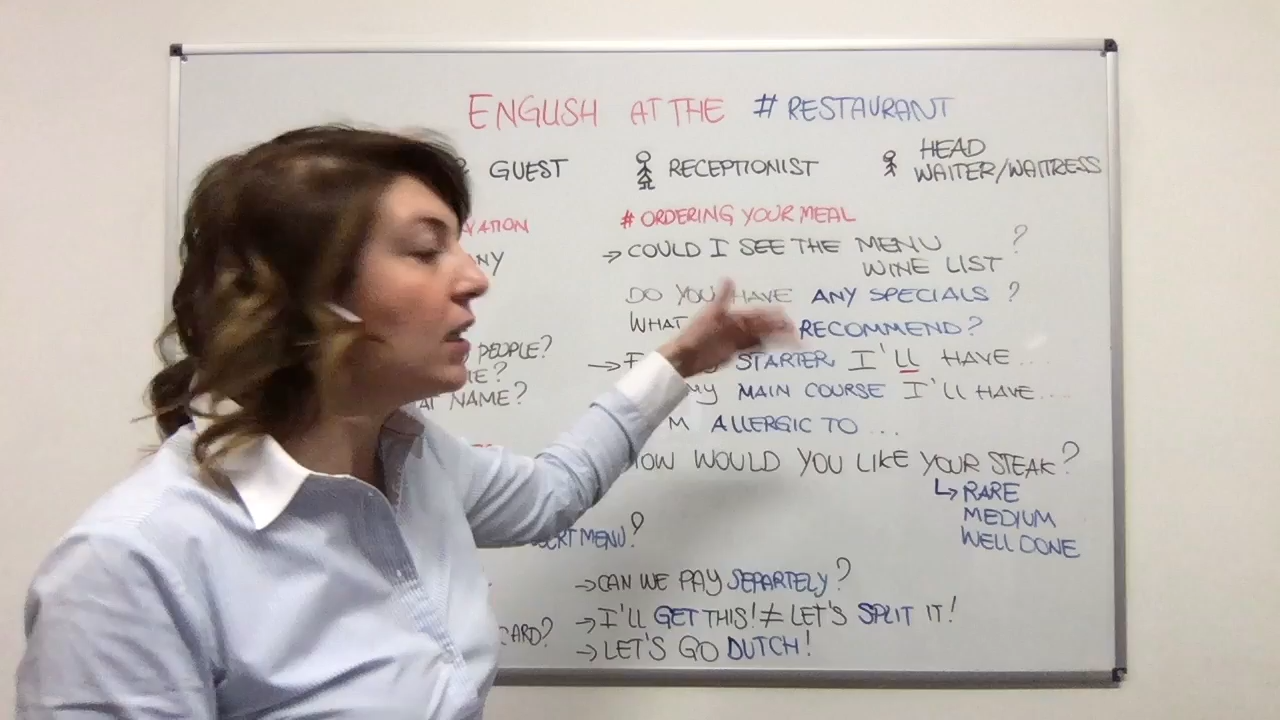 ENGLISH AT THE # RESTAURANT
GUEST
RECEPTIONIST
HEAD
WAITER/WAITRESS
# ORDERING YOUR MEAL
→ COULD I SEE THE MENU ?
WINE LIST
DO YOU HAVE ANY SPECIALS ?
WHAT RECOMMEND?
PEOPLE?
→ STARTER I'LL HAVE...
NAME?
MY MAIN COURSE I'LL HAVE....
ALLERGIC TO ...
WOULD YOU LIKE YOUR STEAK?
↳ RARE
MEDIUM
WELL DONE
MENU?
→ CAN WE PAY SEPARTELY?
→ I'LL GET THIS! ≠ LET'S SPLIT IT!
→ LET'S GO DUTCH!